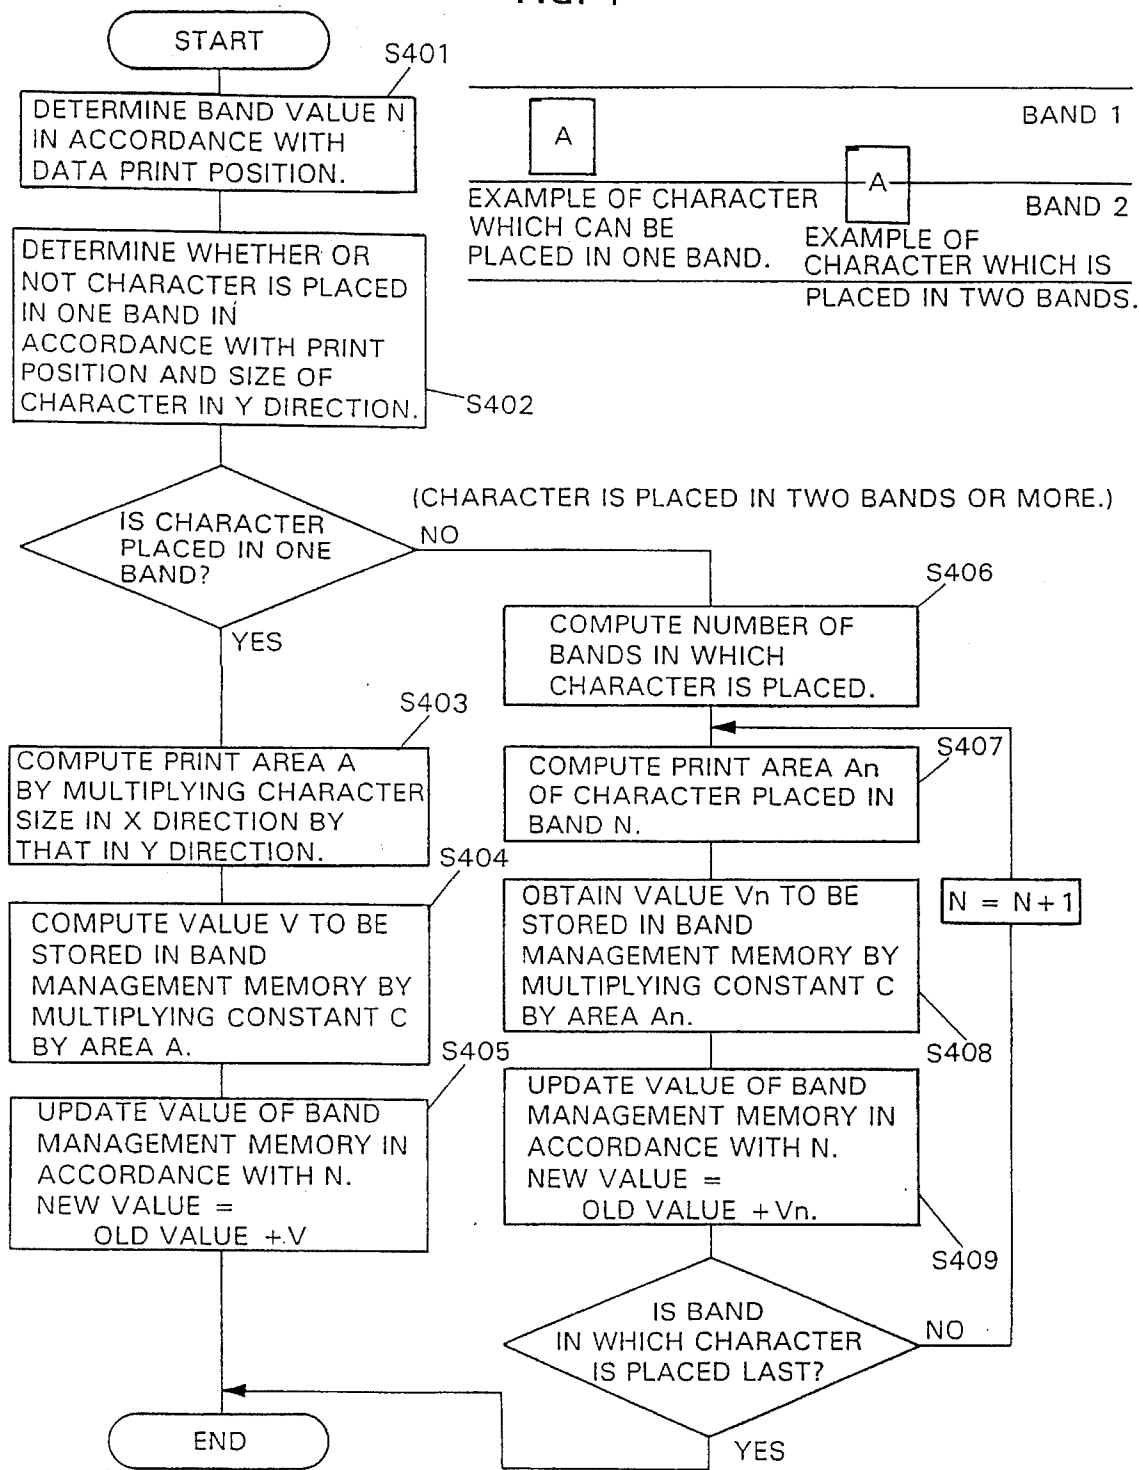 START
S401
DETERMINE BAND VALUE N
IN ACCORDANCE WITH
DATA PRINT POSITION.
BAND 1
A
A
BAND 2
EXAMPLE OF CHARACTER
WHICH CAN BE
PLACED IN ONE BAND.
EXAMPLE OF
CHARACTER WHICH IS
PLACED IN TWO BANDS.
DETERMINE WHETHER OR
NOT CHARACTER IS PLACED
IN ONE BAND IN
ACCORDANCE WITH PRINT
POSITION AND SIZE OF
CHARACTER IN Y DIRECTION.
S402
IS CHARACTER
PLACED IN ONE
BAND?
(CHARACTER IS PLACED IN TWO BANDS OR MORE.)
NO
YES
S403
COMPUTE PRINT AREA A
BY MULTIPLYING CHARACTER
SIZE IN X DIRECTION BY
THAT IN Y DIRECTION.
S404
COMPUTE VALUE V TO BE
STORED IN BAND
MANAGEMENT MEMORY BY
MULTIPLYING CONSTANT C
BY AREA A.
S405
UPDATE VALUE OF BAND
MANAGEMENT MEMORY IN
ACCORDANCE WITH N.
NEW VALUE =
OLD VALUE +V
S406
COMPUTE NUMBER OF
BANDS IN WHICH
CHARACTER IS PLACED.
S407
COMPUTE PRINT AREA An
OF CHARACTER PLACED IN
BAND N.
N = N+1
OBTAIN VALUE Vn TO BE
STORED IN BAND
MANAGEMENT MEMORY BY
MULTIPLYING CONSTANT C
BY AREA An.
S408
UPDATE VALUE OF BAND
MANAGEMENT MEMORY IN
ACCORDANCE WITH N.
NEW VALUE =
OLD VALUE +Vn.
S409
IS BAND
IN WHICH CHARACTER
IS PLACED LAST?
NO
YES
END